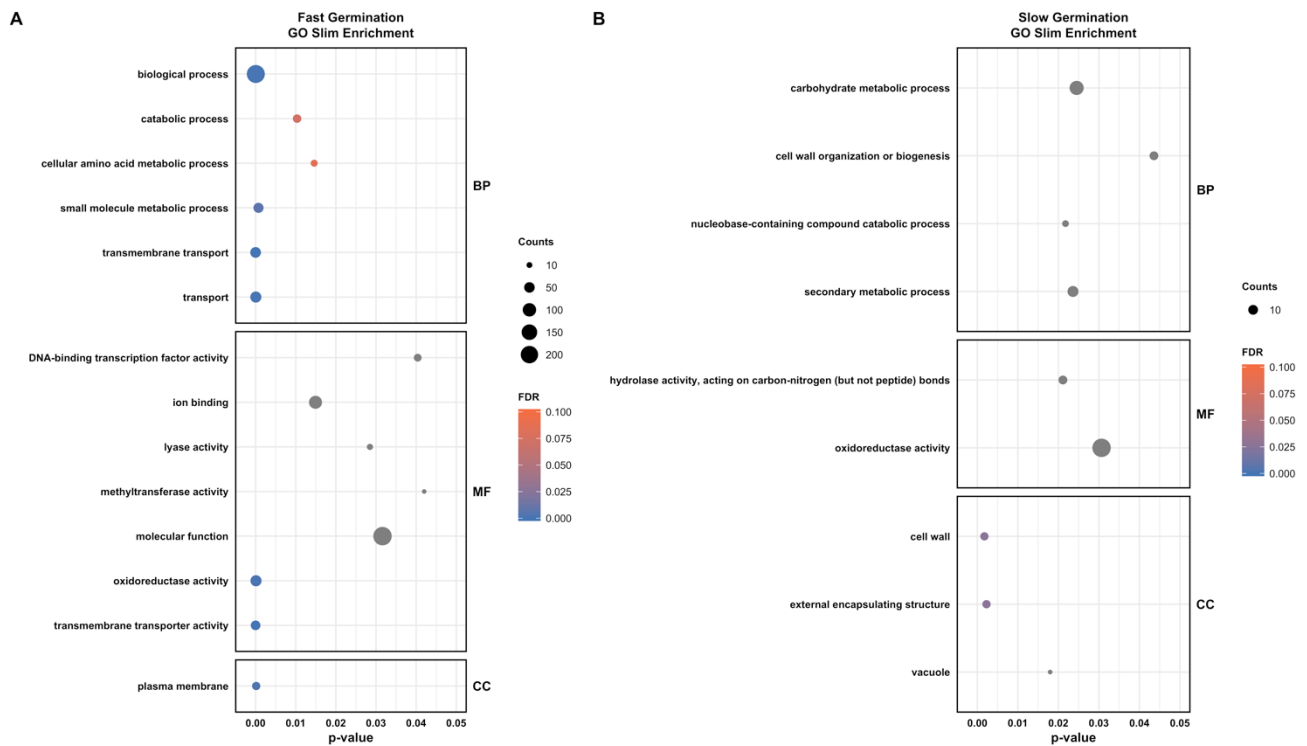 A
Fast Germination
GO Slim Enrichment
biological process
catabolic process
cellular amino acid metabolic process
small molecule metabolic process
transmembrane transport
transport
BP
DNA-binding transcription factor activity
ion binding
lyase activity
methyltransferase activity
molecular function
oxidoreductase activity
transmembrane transporter activity
MF
plasma membrane
CC
0.00 0.01 0.02 0.03 0.04 0.05
p-value
Counts
10
50
100
150
200
FDR
0.100
0.075
0.050
0.025
0.000
B
Slow Germination
GO Slim Enrichment
carbohydrate metabolic process
cell wall organization or biogenesis
nucleobase-containing compound catabolic process
secondary metabolic process
BP
hydrolase activity, acting on carbon-nitrogen (but not peptide) bonds
oxidoreductase activity
MF
cell wall
external encapsulating structure
vacuole
CC
0.00 0.01 0.02 0.03 0.04 0.05
p-value
Counts
10
FDR
0.100
0.075
0.050
0.025
0.000